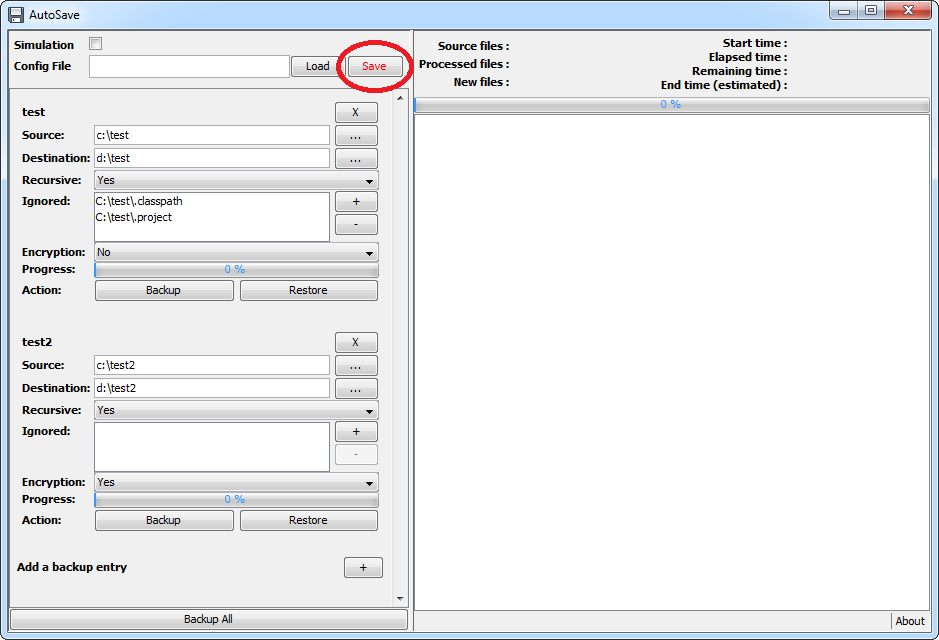 AutoSave
Simulation
Config File Load Save
test X
Source: c:\test ...
Destination: d:\test ...
Recursive: Yes
Ignored: C:\test\.classpath +
C:\test\.project -
Encryption: No
Progress: 0 %
Action: Backup Restore
test2 X
Source: c:\test2 ...
Destination: d:\test2 ...
Recursive: Yes
Ignored: +
-
Encryption: Yes
Progress: 0 %
Action: Backup Restore
Add a backup entry +
Backup All
Source files :
Processed files :
New files :
Start time :
Elapsed time :
Remaining time :
End time (estimated) :
0 %
About